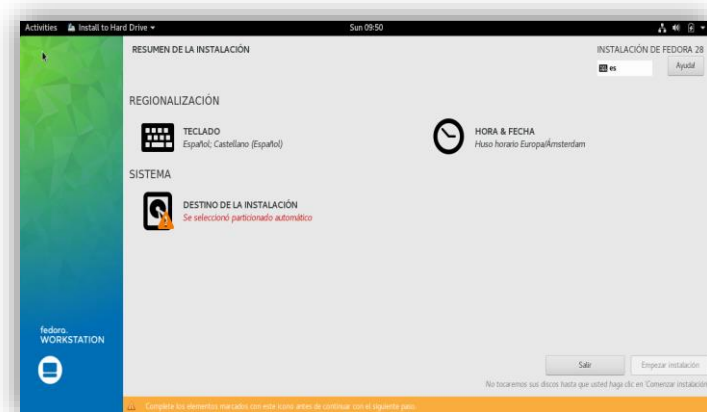 Activities Install to Hard Drive Sun 09:50
RESUMEN DE LA INSTALACIÓN INSTALACIÓN DE FEDORA 28
es Ayuda!
REGIONALIZACIÓN
TECLADO HORA & FECHA
Español; Castellano (Español) Huso horario Europa/Ámsterdam
SISTEMA
DESTINO DE LA INSTALACIÓN
Se seleccionó particionado automático
fedora.
WORKSTATION
Salir Empezar instalación
No tocaremos sus discos hasta que usted haga clic en 'Comenzar instalación
Complete los elementos marcados con este icono antes de continuar con el siguiente paso.